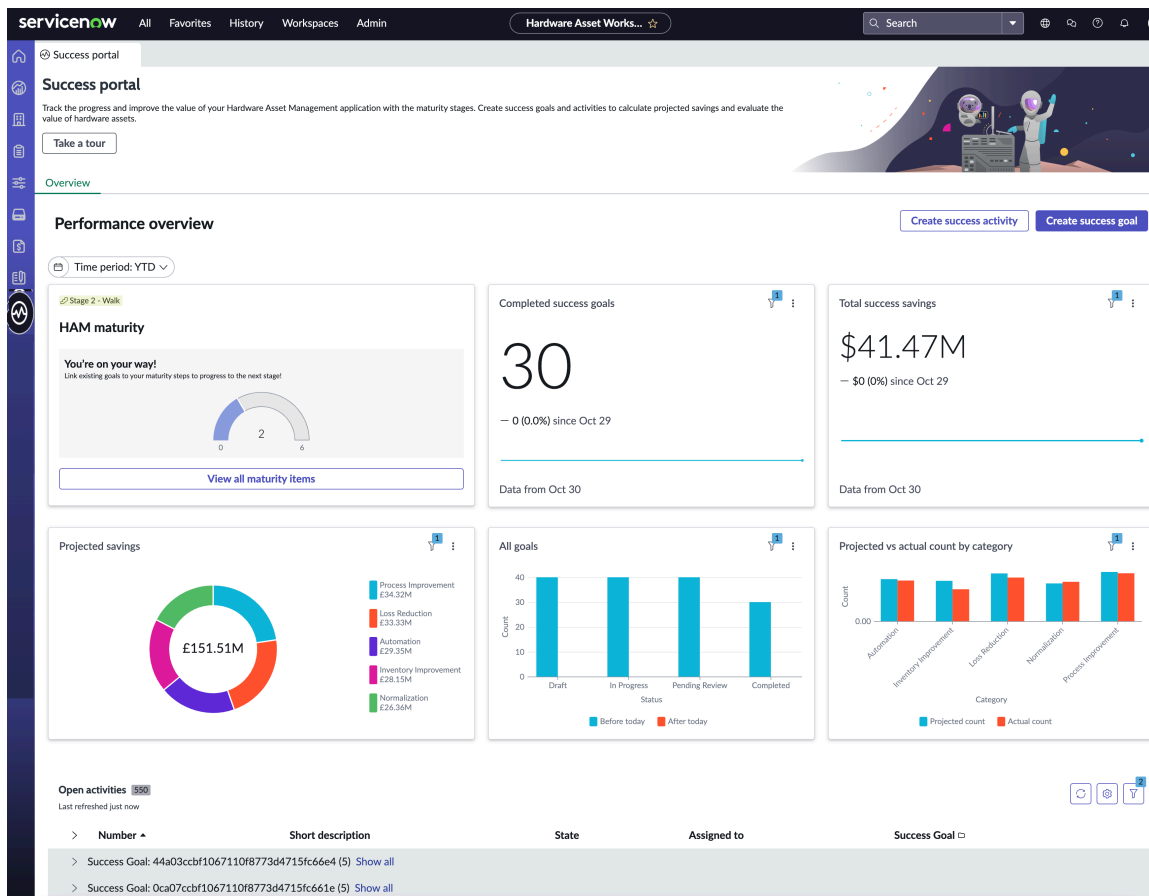 servicenow All Favorites History Workspaces Admin Hardware Asset Works... Search
Success portal
Success portal
Track the progress and improve the value of your Hardware Asset Management application with the maturity stages. Create success goals and activities to calculate projected savings and evaluate the
value of hardware assets.
Take a tour
Overview
Performance overview
Create success activity
Create success goal
Time period: YTD
Stage 2 - Walk
HAM maturity
You're on your way!
Link existing goals to your maturity steps to progress to the next stage!
2
0 6
View all maturity items
Completed success goals
1
30
— 0 (0.0%) since Oct 29
Data from Oct 30
Total success savings
1
$41.47M
— $0 (0%) since Oct 29
Data from Oct 30
Projected savings
1
£151.51M
Process Improvement
£34.32M
Loss Reduction
£33.33M
Automation
£29.35M
Inventory Improvement
£28.15M
Normalization
£26.36M
All goals
1
Count
40
30
20
10
0
Draft In Progress Pending Review Completed
Status
Before today After today
Projected vs actual count by category
1
Count
0.00
Automation
Inventory Improvement
Loss Reduction
Normalization
Process Improvement
Category
Projected count Actual count
Open activities 550
Last refreshed just now
2
Number Short description State Assigned to Success Goal
Success Goal: 44a03ccbf1067110f8773d4715fc66e4 (5) Show all
Success Goal: 0ca07ccbf1067110f8773d4715fc661e (5) Show all